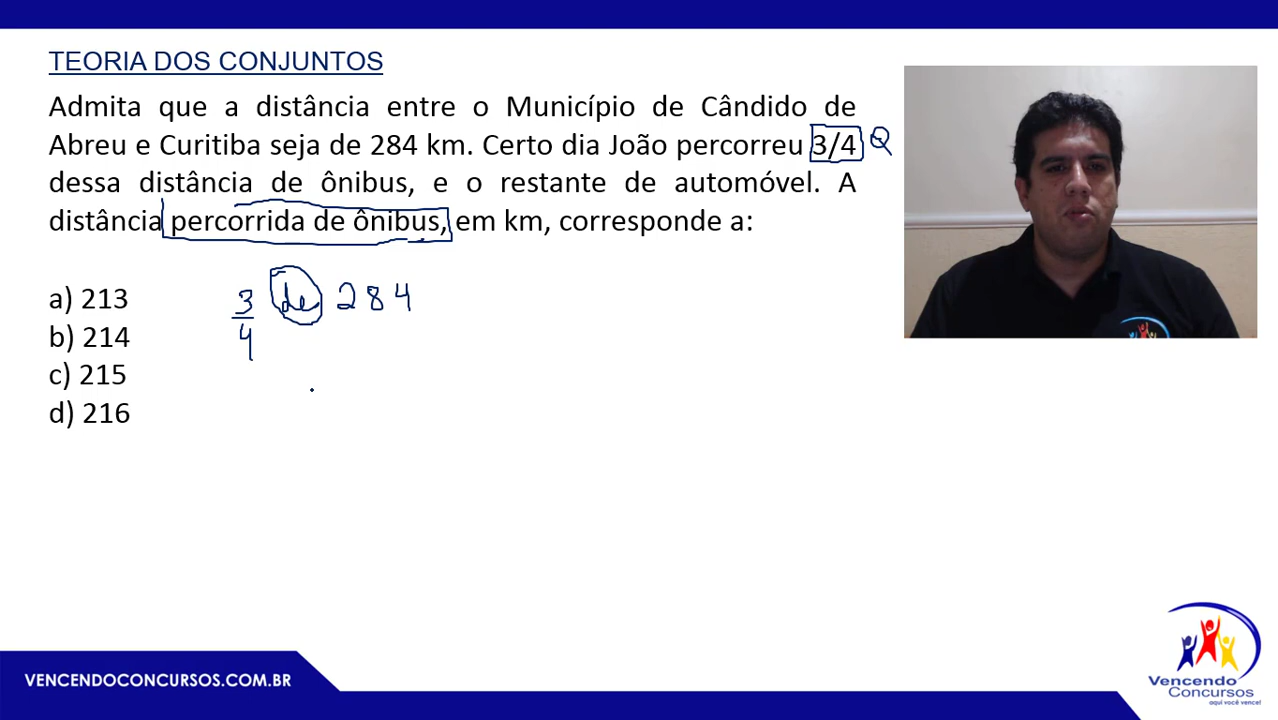 TEORIA DOS CONJUNTOS
Admita que a distância entre o Município de Cândido de
Abreu e Curitiba seja de 284 km. Certo dia João percorreu 3/4 Q
dessa distância de ônibus, e o restante de automóvel. A
distância percorrida de ônibus, em km, corresponde a:
a) 213
b) 214
c) 215
d) 216
3/4 de 284
VENCENDOCONCURSOS.COM.BR
Vencendo
Concursos
aqui você vence!